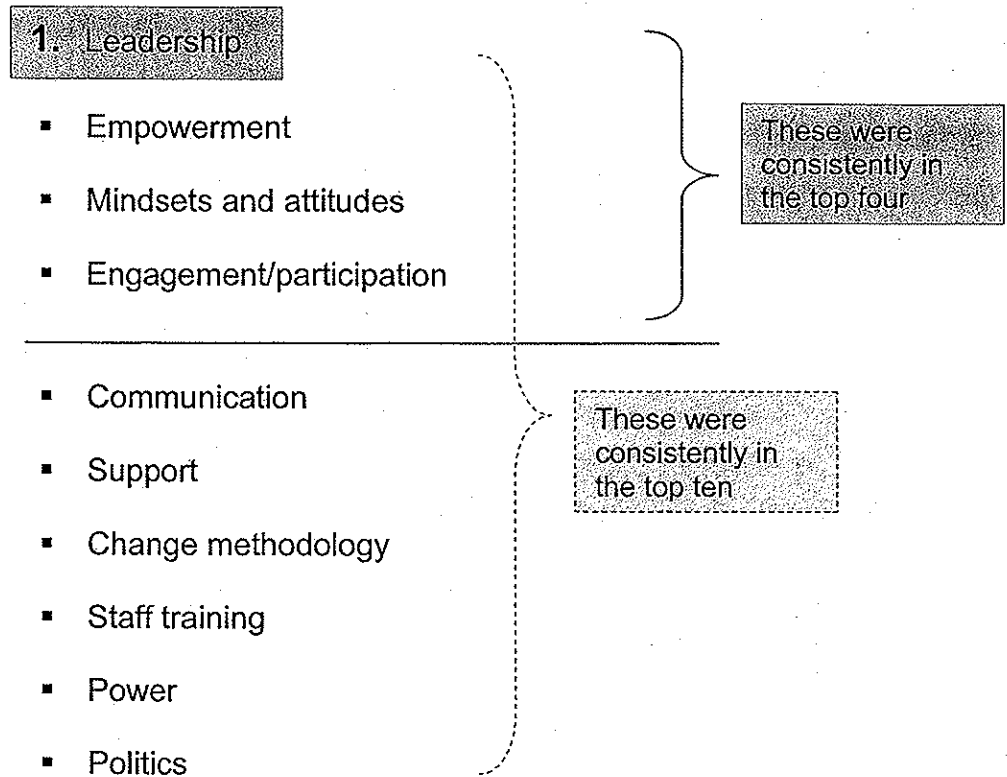 1. Leadership
▪ Empowerment
▪ Mindsets and attitudes
▪ Engagement/participation
These were
consistently in
the top four
▪ Communication
▪ Support
▪ Change methodology
▪ Staff training
▪ Power
▪ Politics
These were
consistently in
the top ten